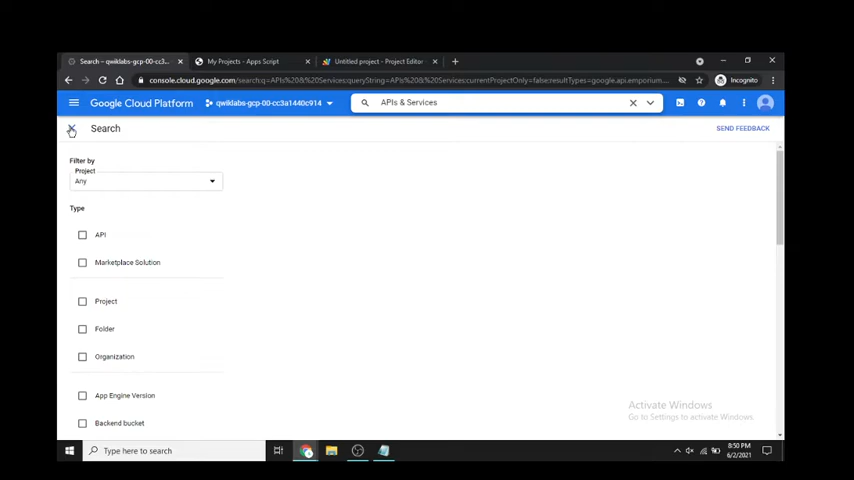 Search – qwiklabs-gcp-00-cc3
My Projects - Apps Script
Untitled project - Project Editor
console.cloud.google.com/search;q=APIs%20&%20Services;queryString=APIs%20&%20Services;currentProjectOnly=false;resultTypes=google.api.emporium.
Incognito
Google Cloud Platform
qwiklabs-gcp-00-cc3a1440c914
APIs & Services
Search
SEND FEEDBACK
Filter by
Project
Any
Type
API
Marketplace Solution
Project
Folder
Organization
App Engine Version
Backend bucket
Activate Windows
Go to Settings to activate Windows.
Type here to search
8:50 PM
6/2/2021